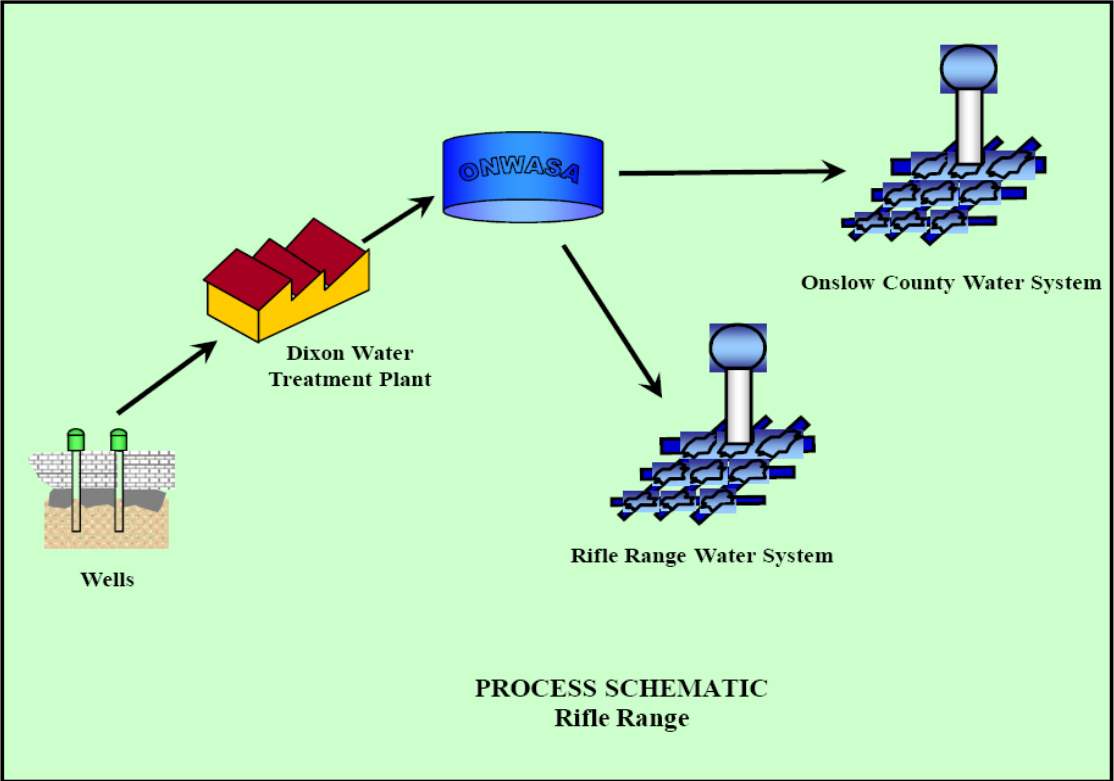 ONWASA
Onslow County Water System
Dixon Water
Treatment Plant
Rifle Range Water System
Wells
PROCESS SCHEMATIC
Rifle Range